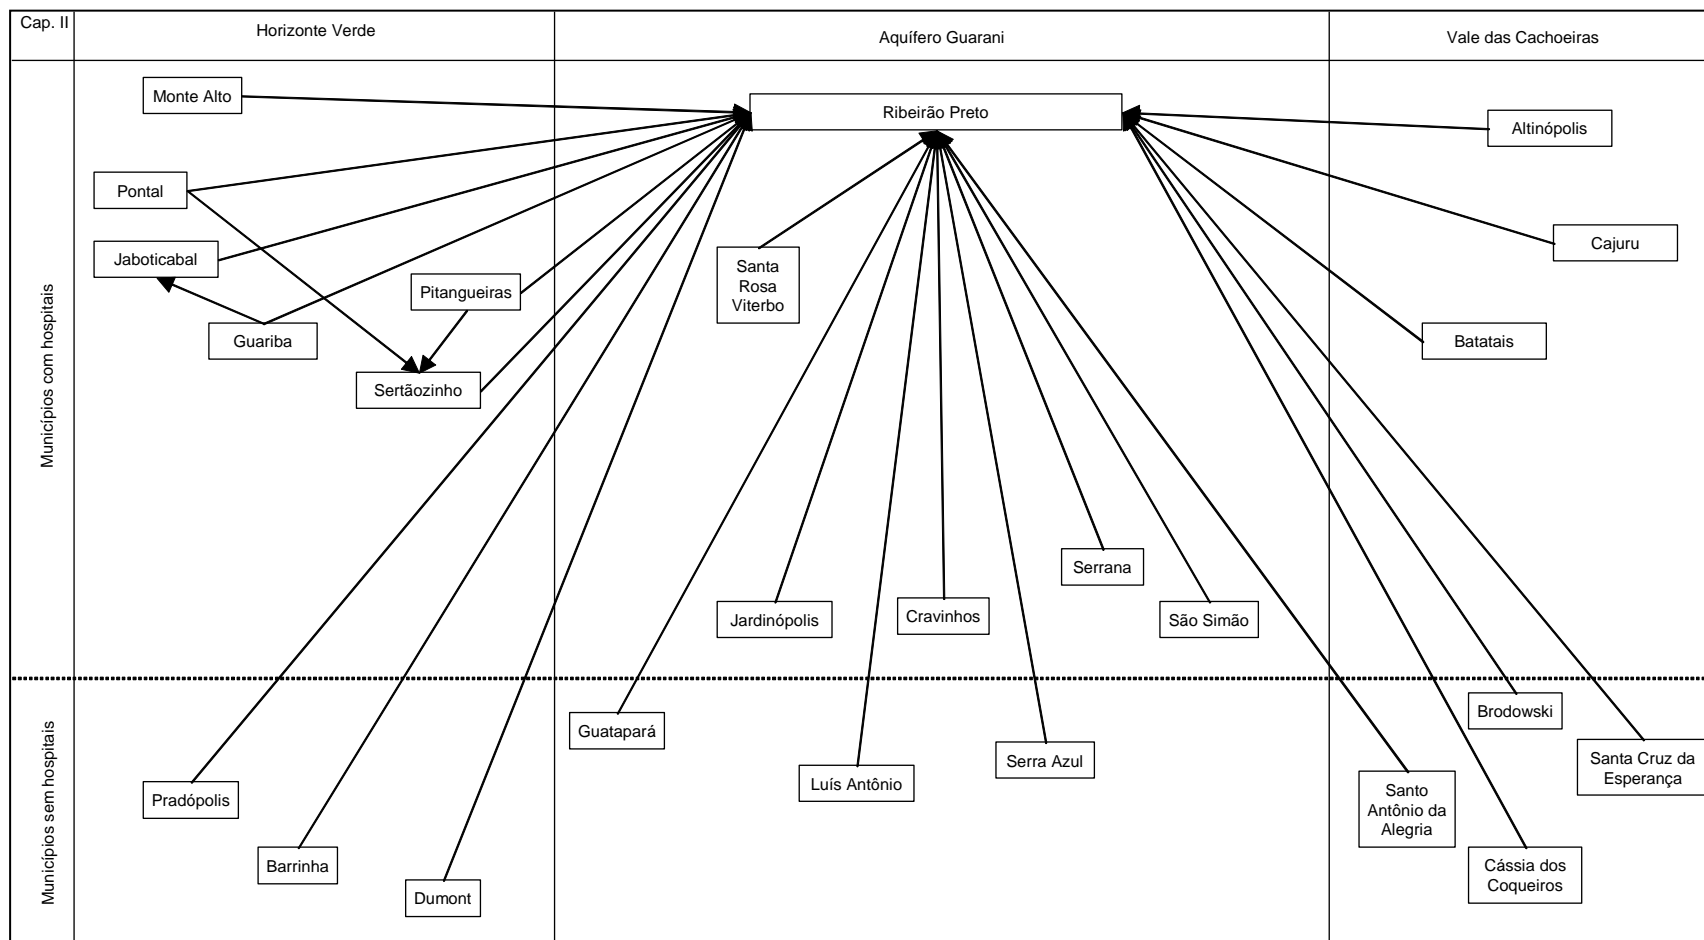 Cap. II
Horizonte Verde
Aquífero Guarani
Vale das Cachoeiras
Municípios com hospitais
Monte Alto
Ribeirão Preto
Altinópolis
Pontal
Jaboticabal
Cajuru
Santa
Rosa
Viterbo
Pitangueiras
Guariba
Batatais
Sertãozinho
Serrana
Jardinópolis
Cravinhos
São Simão
Municípios sem hospitais
Guatapará
Brodowski
Serra Azul
Santa Cruz da
Esperança
Luís Antônio
Pradópolis
Santo
Antônio da
Alegria
Barrinha
Cássia dos
Coqueiros
Dumont